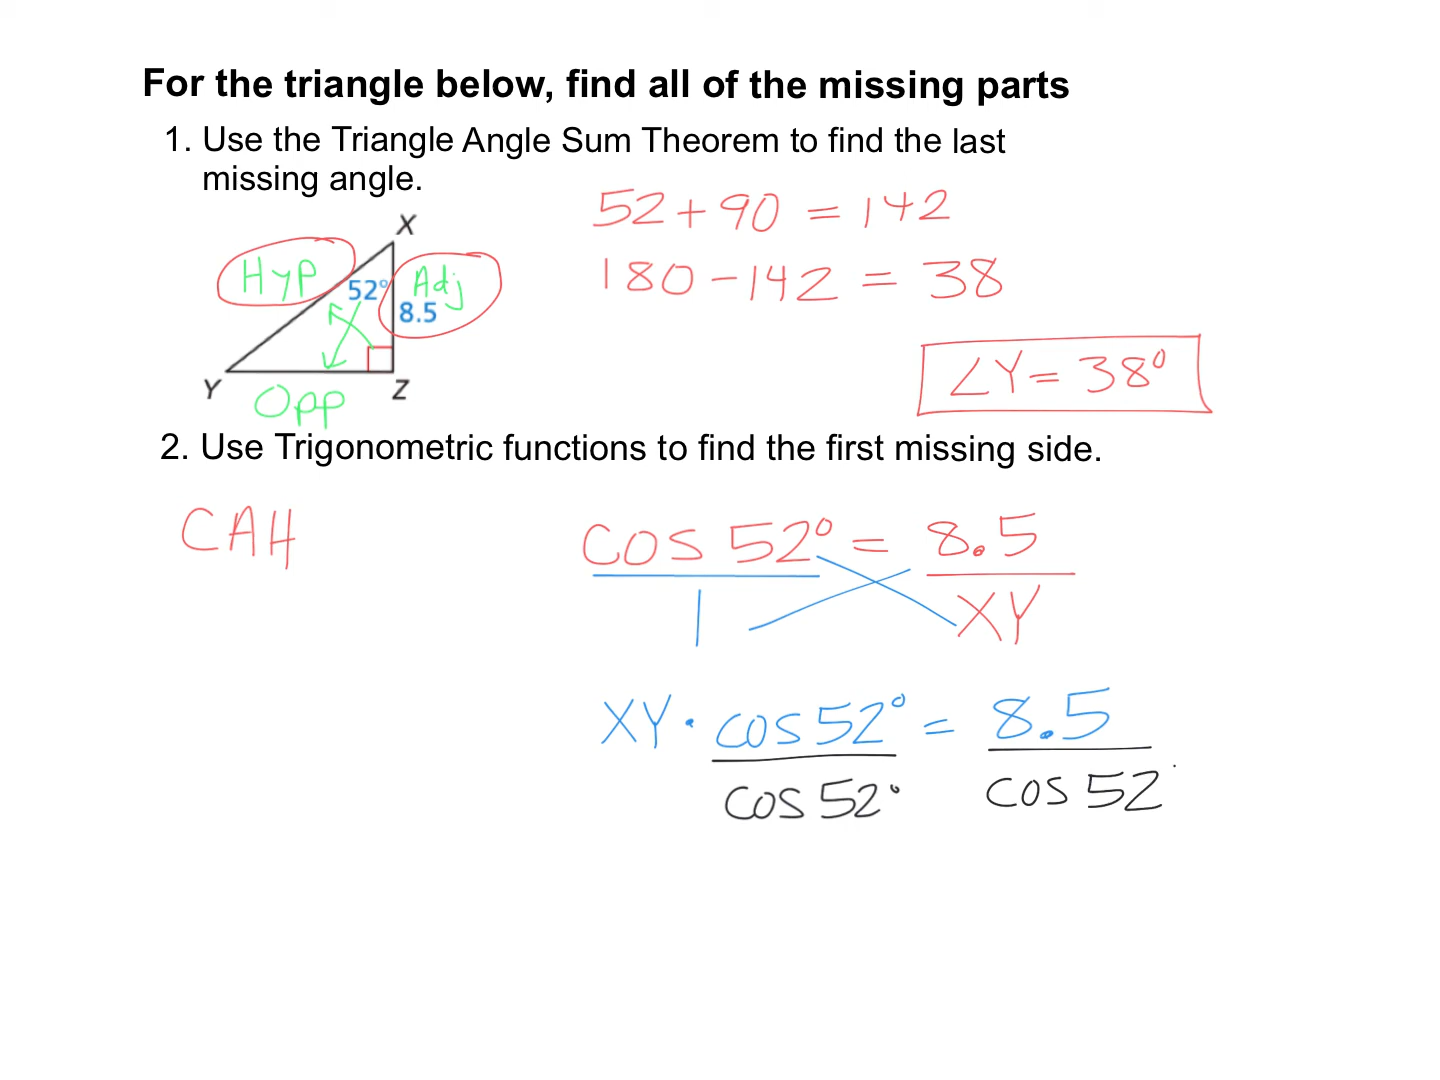 For the triangle below, find all of the missing parts
1. Use the Triangle Angle Sum Theorem to find the last
missing angle.
52 + 90 = 142
180 - 142 = 38
X
Hyp
52°
Adj
8.5
Y
Z
Opp
∠Y = 38°
2. Use Trigonometric functions to find the first missing side.
CAH
cos 52° = 8.5
1 XY
XY · cos 52° = 8.5
cos 52° cos 52